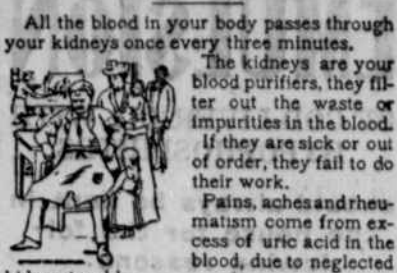 All the blood in your body passes through
your kidneys once every three minutes.
The kidneys are your
blood purifiers, they fil-
ter out the waste or
impurities in the blood.
If they are sick or out
of order, they fail to do
their work.
Pains, aches and rheu-
matism come from ex-
cess of uric acid in the
blood, due to neglected